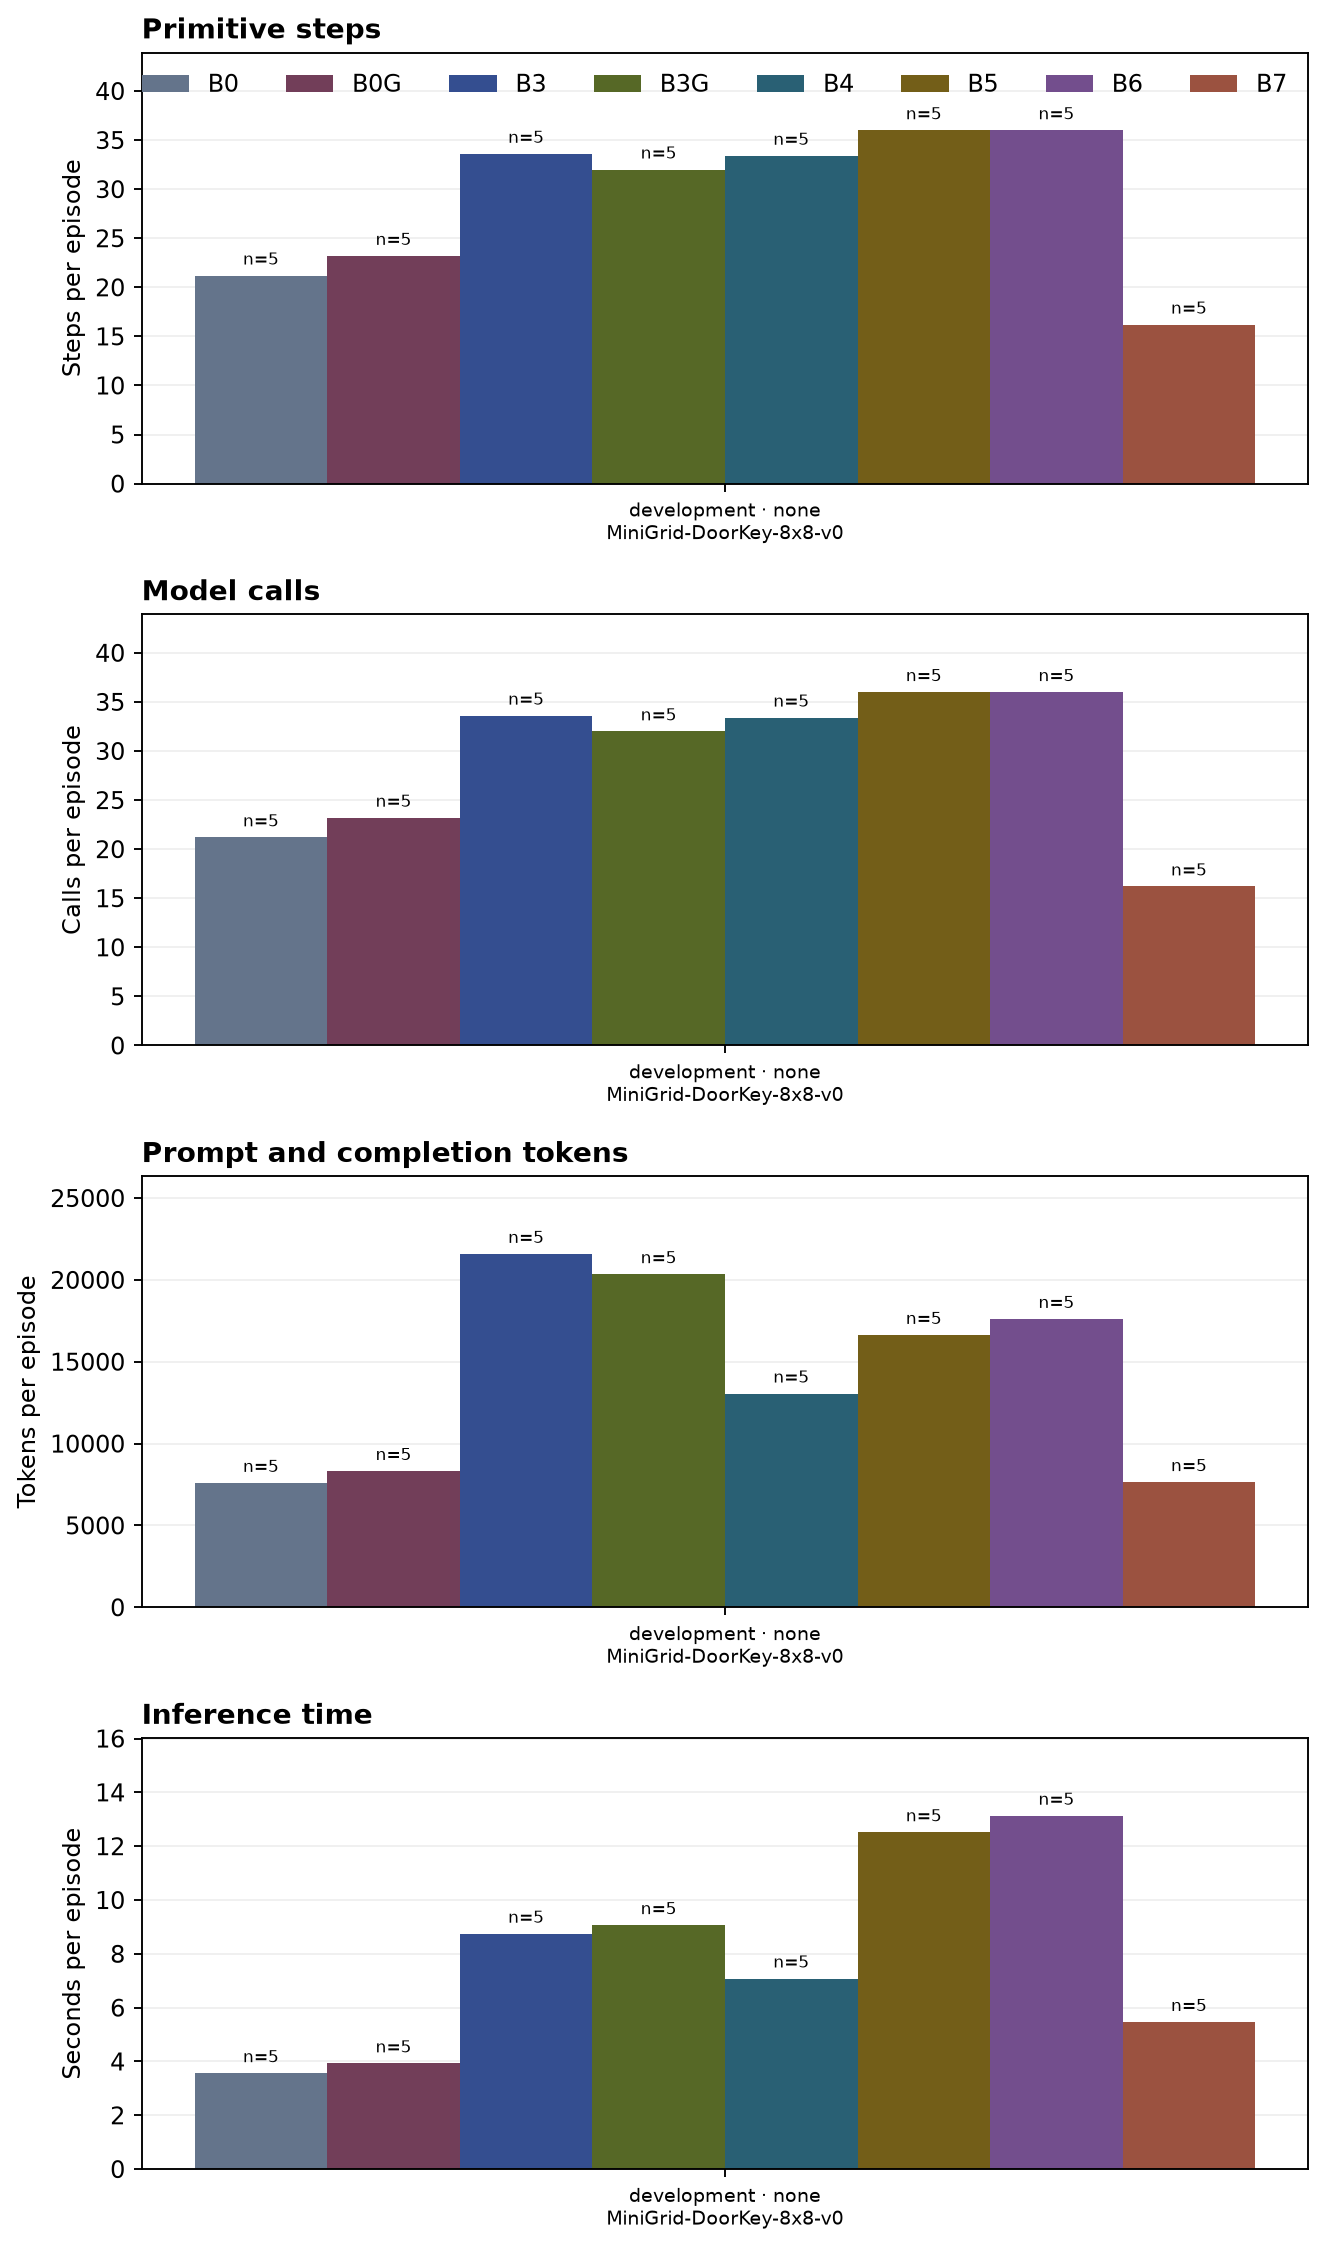 Primitive steps
B0 B0G B3 B3G B4 B5 B6 B7
40
35
30
25
20
15
10
5
0
Steps per episode
n=5 n=5 n=5 n=5 n=5 n=5 n=5 n=5
development · none
MiniGrid-DoorKey-8x8-v0
Model calls
40
35
30
25
20
15
10
5
0
Calls per episode
n=5 n=5 n=5 n=5 n=5 n=5 n=5 n=5
development · none
MiniGrid-DoorKey-8x8-v0
Prompt and completion tokens
25000
20000
15000
10000
5000
0
Tokens per episode
n=5 n=5 n=5 n=5 n=5 n=5 n=5 n=5
development · none
MiniGrid-DoorKey-8x8-v0
Inference time
16
14
12
10
8
6
4
2
0
Seconds per episode
n=5 n=5 n=5 n=5 n=5 n=5 n=5 n=5
development · none
MiniGrid-DoorKey-8x8-v0